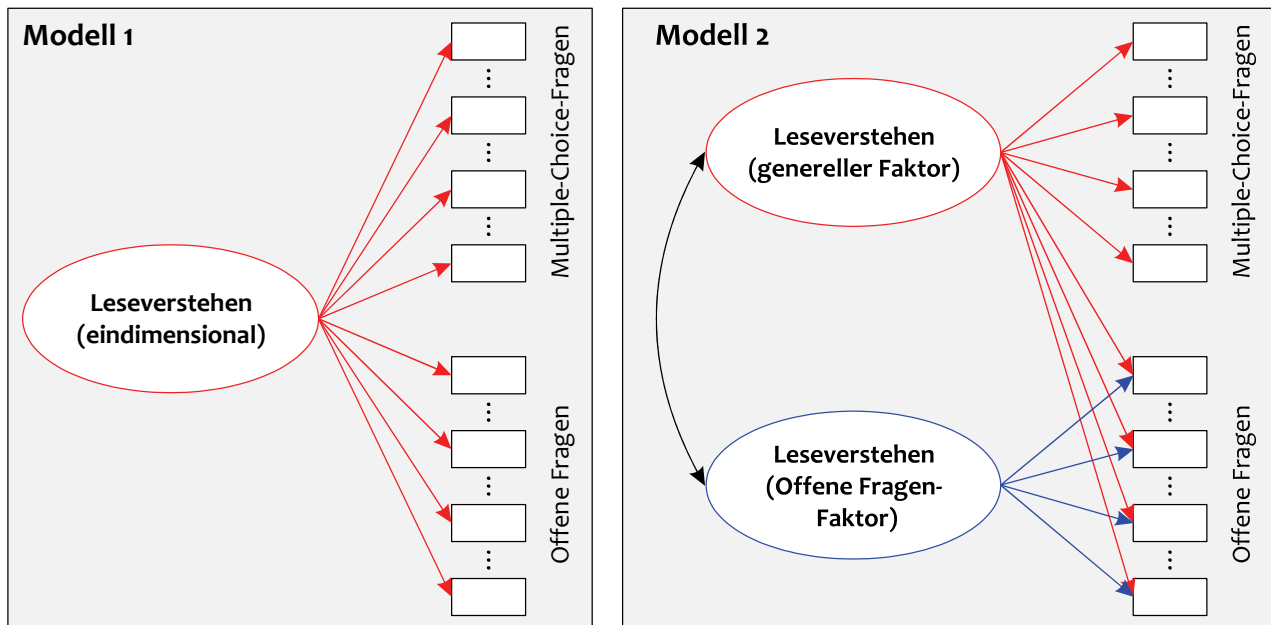 Modell 1
Leseverstehen
(eindimensional)
Multiple-Choice-Fragen
Offene Fragen
Modell 2
Leseverstehen
(genereller Faktor)
Leseverstehen
(Offene Fragen-
Faktor)
Multiple-Choice-Fragen
Offene Fragen